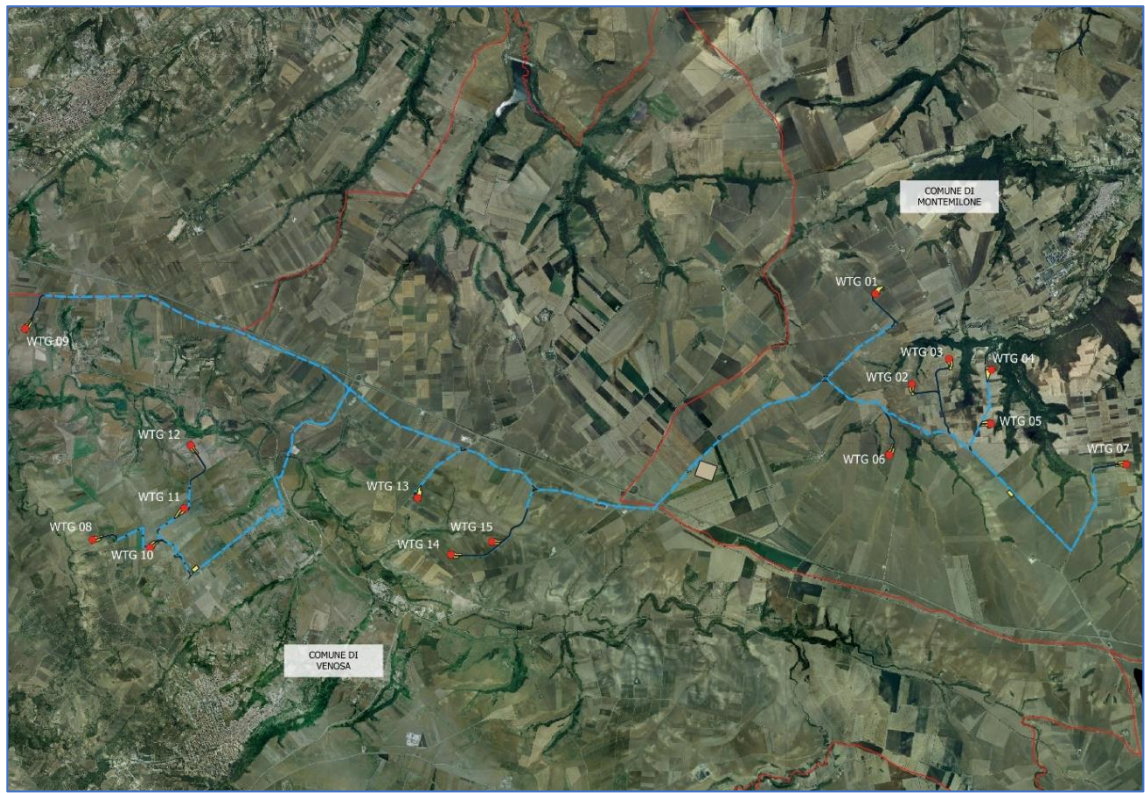 COMUNE DI
MONTEMILONE
WTG 01
WTG 09
WTG 03
WTG 04
WTG 02
WTG 05
WTG 12
WTG 07
WTG 06
WTG 13
WTG 11
WTG 08
WTG 15
WTG 10
WTG 14
COMUNE DI
VENOSA